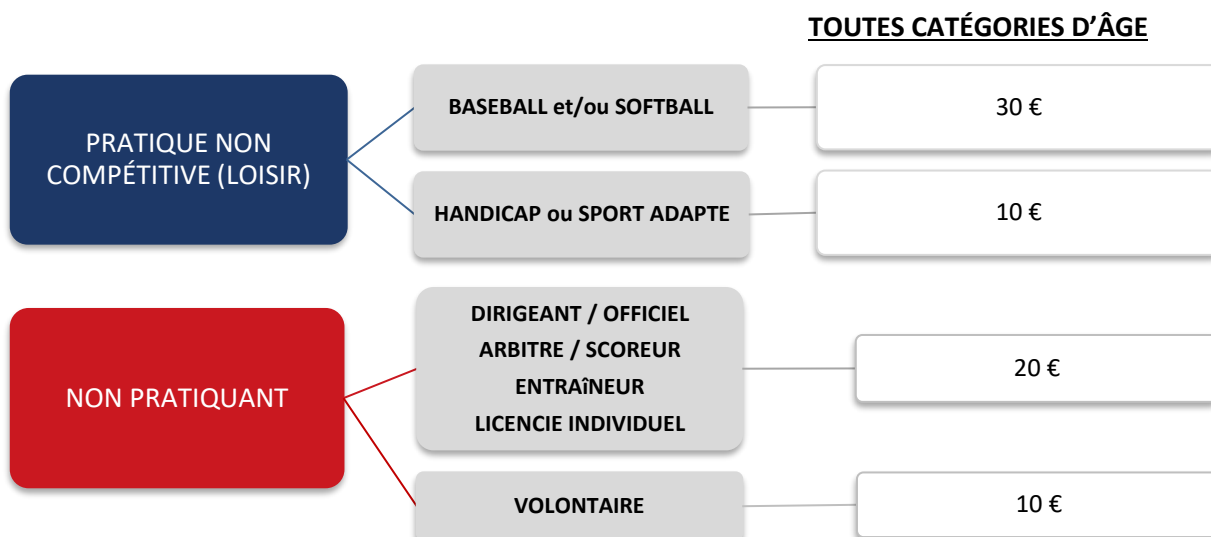 TOUTES CATÉGORIES D’ÂGE
PRATIQUE NON
COMPÉTITIVE (LOISIR)
BASEBALL et/ou SOFTBALL
30 €
HANDICAP ou SPORT ADAPTE
10 €
NON PRATIQUANT
DIRIGEANT / OFFICIEL
ARBITRE / SCOREUR
ENTRAîNEUR
LICENCIE INDIVIDUEL
20 €
VOLONTAIRE
10 €